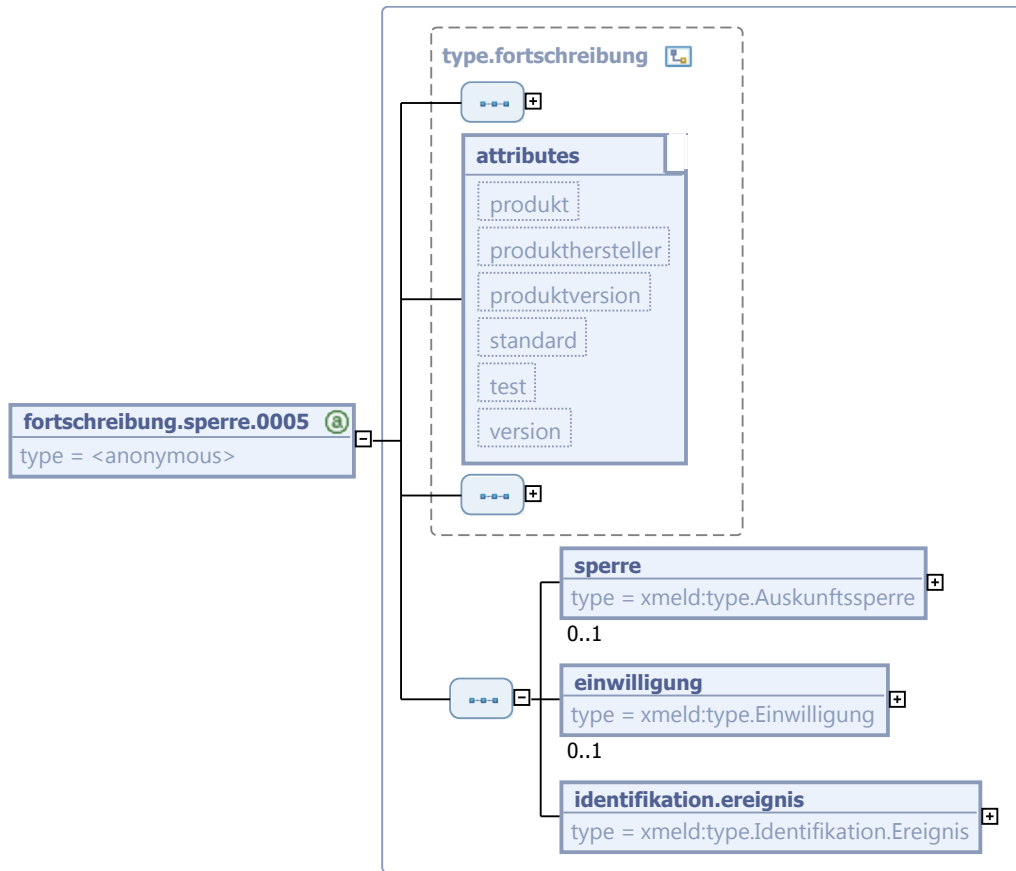 type.fortschreibung
attributes
produkt
produkthersteller
produktversion
standard
test
version
fortschreibung.sperre.0005 a
type = <anonymous>
sperre
type = xmeld:type.Auskunftssperre
0..1
einwilligung
type = xmeld:type.Einwilligung
0..1
identifikation.ereignis
type = xmeld:type.Identifikation.Ereignis